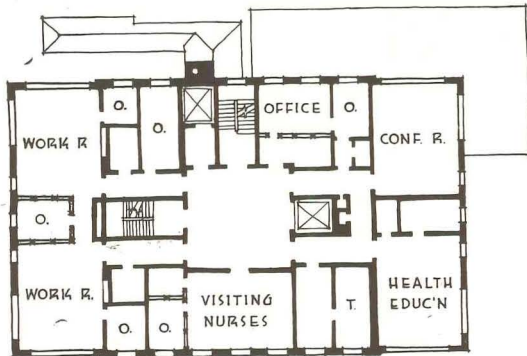 O.
O.
OFFICE
O.
WORK R
CONF. R.
O.
WORK R.
VISITING
NURSES
HEALTH
EDUC'N
T.
O.
O.